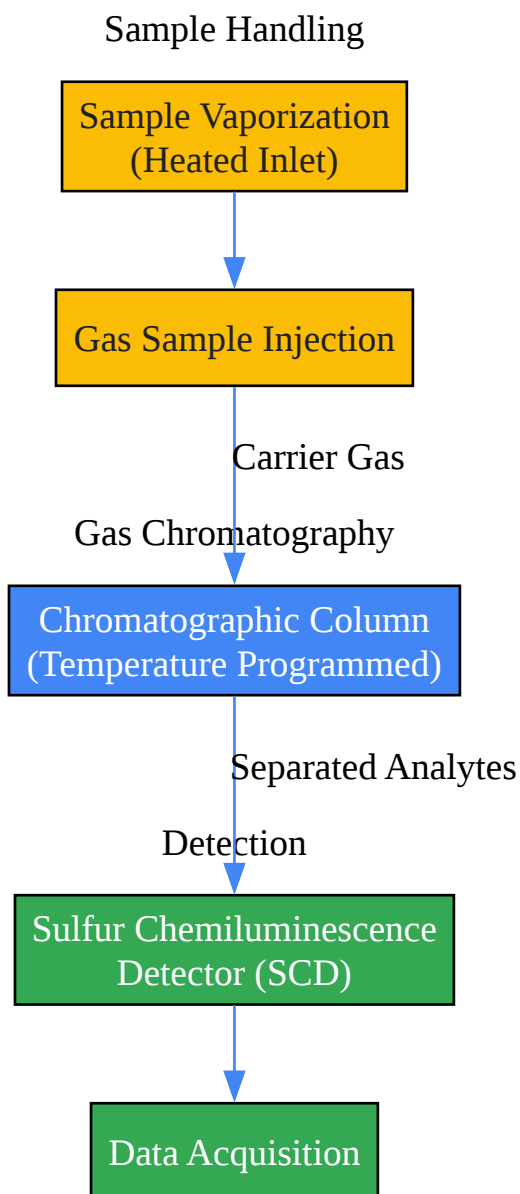 Sample Handling
Sample Vaporization
(Heated Inlet)
Gas Sample Injection
Carrier Gas
Gas Chromatography
Chromatographic Column
(Temperature Programmed)
Separated Analytes
Detection
Sulfur Chemiluminescence
Detector (SCD)
Data Acquisition